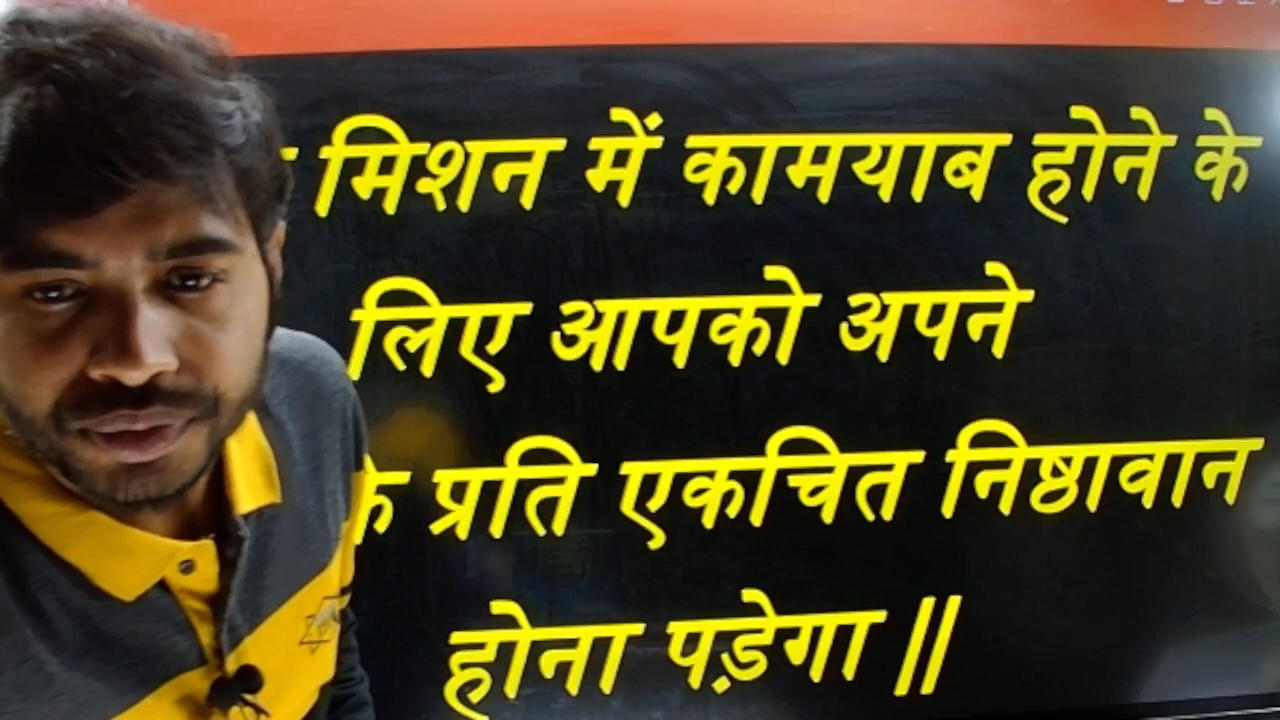 मिशन में कामयाब होने के
लिए आपको अपने
के प्रति एकचित निष्ठावान
होना पड़ेगा ||